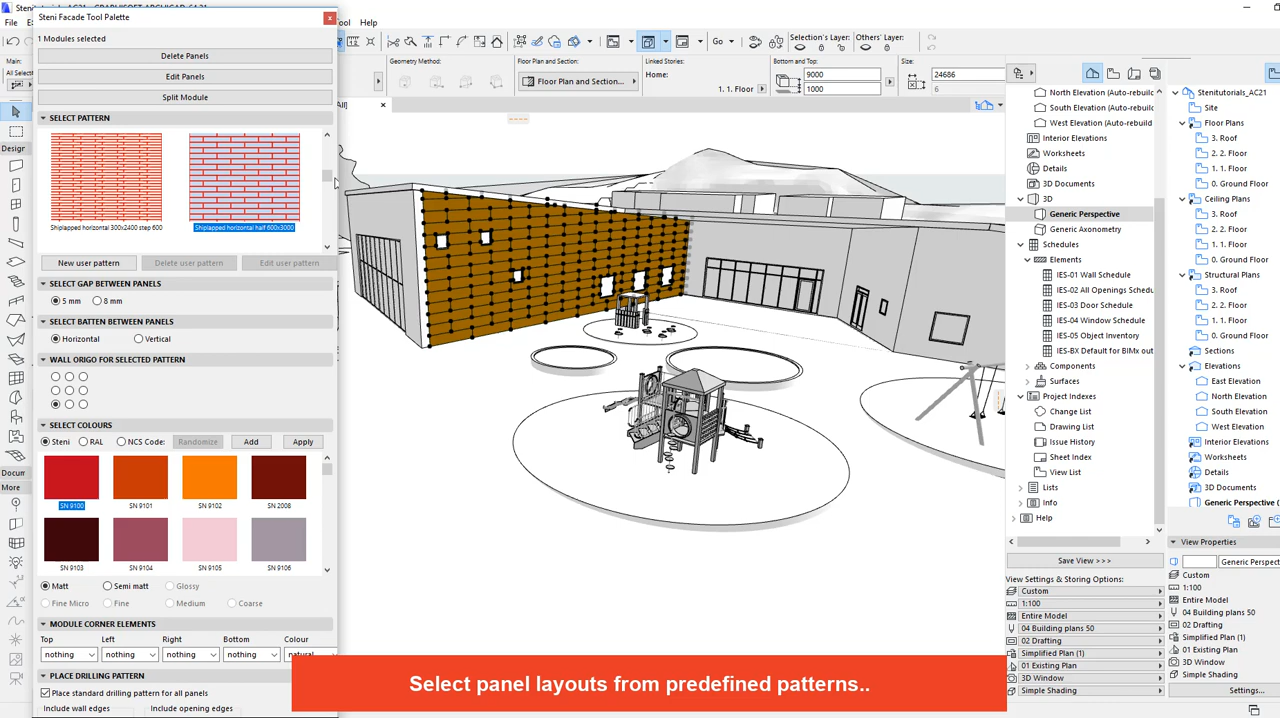 Steni Facade Tool Palette
x
1 Modules selected
Delete Panels
Edit Panels
Split Module
SELECT PATTERN
Shiplapped horizontal 300x2400 step 600
Shiplapped horizontal half 600x3000
New user pattern
Delete user pattern
Edit user pattern
SELECT GAP BETWEEN PANELS
5 mm
8 mm
SELECT BATTEN BETWEEN PANELS
Horizontal
Vertical
WALL ORIGO FOR SELECTED PATTERN
SELECT COLOURS
Steni
RAL
NCS Code:
Randomize
Add
Apply
SN 9100
SN 9101
SN 9102
SN 2008
SN 9103
SN 9104
SN 9105
SN 9106
Matt
Semi matt
Glossy
Fine Micro
Fine
Medium
Coarse
MODULE CORNER ELEMENTS
Top
Left
Right
Bottom
Colour
nothing
nothing
nothing
nothing
natural
PLACE DRILLING PATTERN
Place standard drilling pattern for all panels
Include wall edges
Include opening edges
File
Main:
All Selec
Design
Docum
More
Help
Go
Selection's Layer:
Others' Layer:
Geometry Method:
Floor Plan and Section:
Floor Plan and Section...
Linked Stories:
Home:
1. 1. Floor
Bottom and Top:
9000
1000
Size:
24686
6
All]
North Elevation (Auto-rebuild
South Elevation (Auto-rebuild
West Elevation (Auto-rebuild
Interior Elevations
Worksheets
Details
3D Documents
3D
Generic Perspective
Generic Axonometry
Schedules
Elements
IES-01 Wall Schedule
IES-02 All Openings Schedu
IES-03 Door Schedule
IES-04 Window Schedule
IES-05 Object Inventory
IES-BX Default for BIMx out
Components
Surfaces
Project Indexes
Change List
Drawing List
Issue History
Sheet Index
View List
Lists
Info
Help
Save View >>>
View Settings & Storing Options:
Custom
1:100
Entire Model
04 Building plans 50
02 Drafting
Simplified Plan (1)
01 Existing Plan
3D Window
Simple Shading
Stenitutorials_AC21
Site
Floor Plans
3. Roof
2. 2. Floor
1. 1. Floor
0. Ground Floor
Ceiling Plans
3. Roof
2. 2. Floor
1. 1. Floor
0. Ground Floor
Structural Plans
3. Roof
2. 2. Floor
1. 1. Floor
0. Ground Floor
Sections
Elevations
East Elevation
North Elevation
South Elevation
West Elevation
Interior Elevations
Worksheets
Details
3D Documents
Generic Perspective (
View Properties
Generic Perspect
Custom
1:100
Entire Model
04 Building plans 50
02 Drafting
Simplified Plan (1)
01 Existing Plan
3D Window
Simple Shading
Settings...
Select panel layouts from predefined patterns..